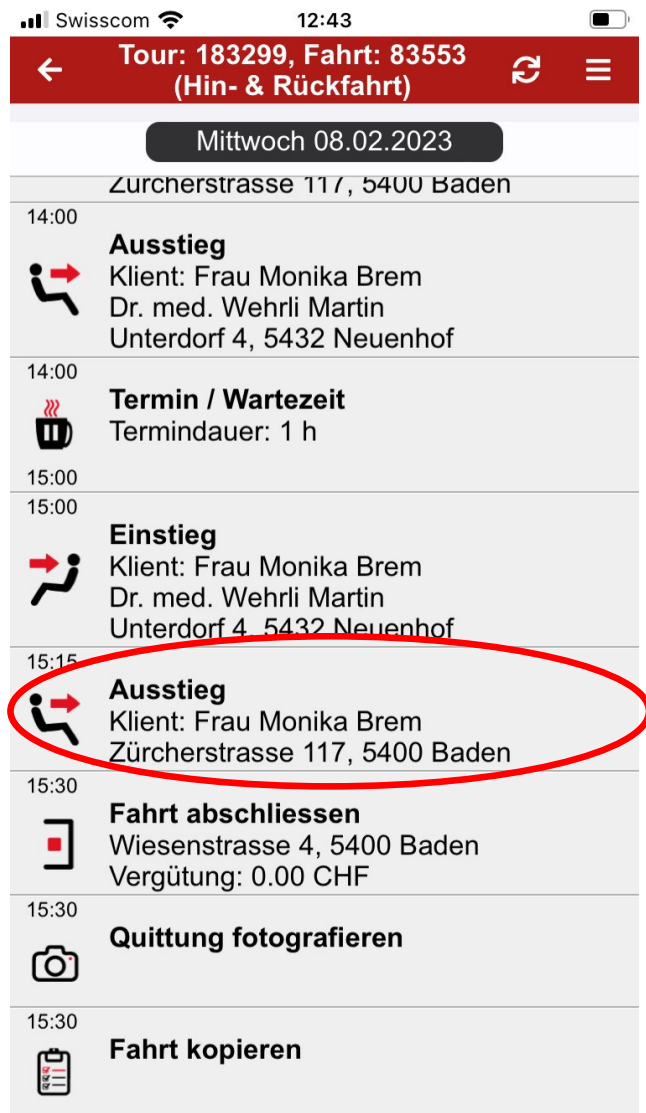 Swisscom 12:43
Tour: 183299, Fahrt: 83553
(Hin- & Rückfahrt)
Mittwoch 08.02.2023
Zürcherstrasse 117, 5400 Baden
14:00
Ausstieg
Klient: Frau Monika Brem
Dr. med. Wehrli Martin
Unterdorf 4, 5432 Neuenhof
14:00
Termin / Wartezeit
Termindauer: 1 h
15:00
15:00
Einstieg
Klient: Frau Monika Brem
Dr. med. Wehrli Martin
Unterdorf 4, 5432 Neuenhof
15:15
Ausstieg
Klient: Frau Monika Brem
Zürcherstrasse 117, 5400 Baden
15:30
Fahrt abschliessen
Wiesenstrasse 4, 5400 Baden
Vergütung: 0.00 CHF
15:30
Quittung fotografieren
15:30
Fahrt kopieren